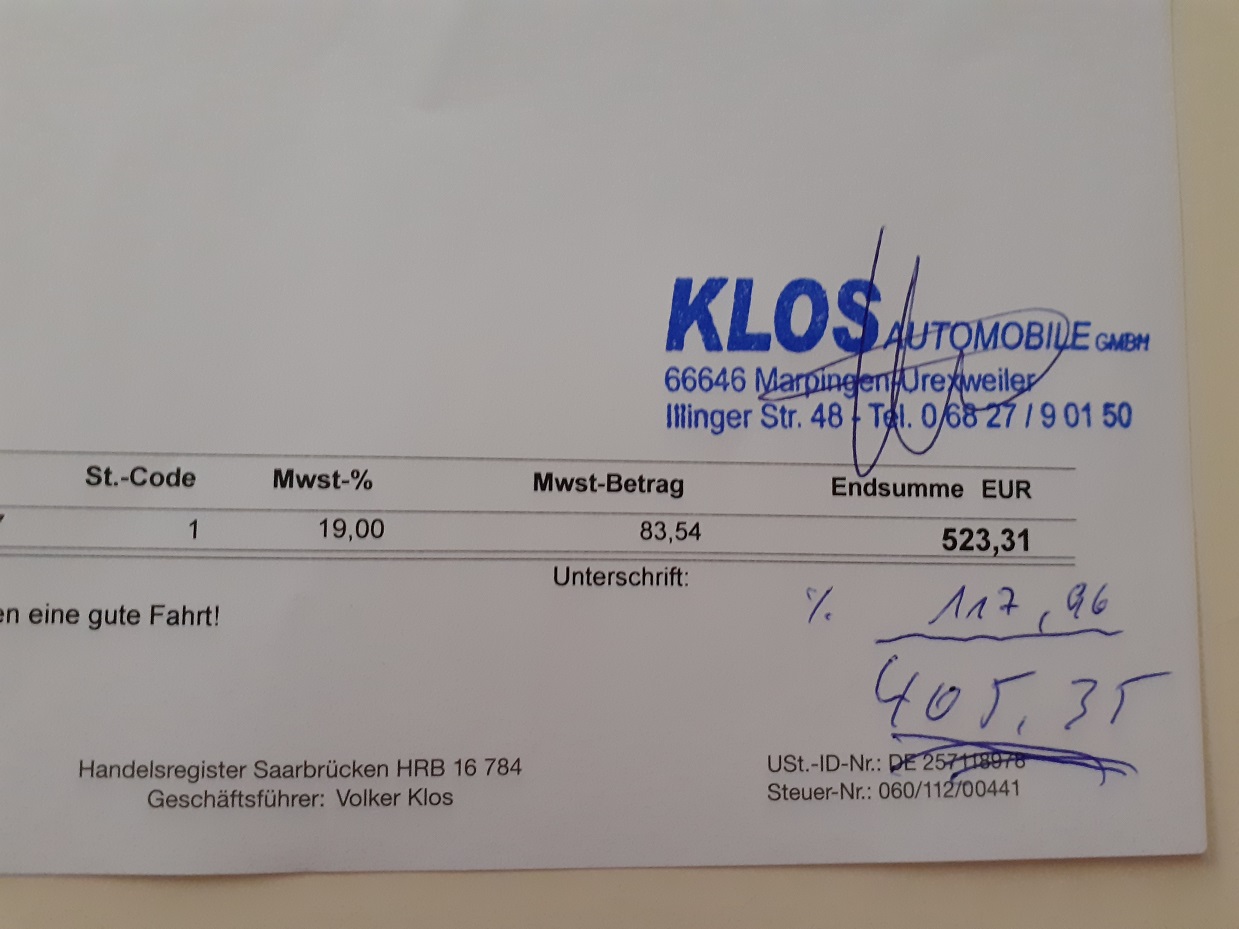 KLOS AUTOMOBILE GMBH
66646 Marpingen-Urexweiler
Illinger Str. 48 - Tel. 0 68 27 / 9 01 50
St.-Code Mwst-% Mwst-Betrag Endsumme EUR
1 19,00 83,54 523,31
Unterschrift:
en eine gute Fahrt!
% 117,96
405,35
Handelsregister Saarbrücken HRB 16 784
Geschäftsführer: Volker Klos
USt.-ID-Nr.: DE 257118978
Steuer-Nr.: 060/112/00441